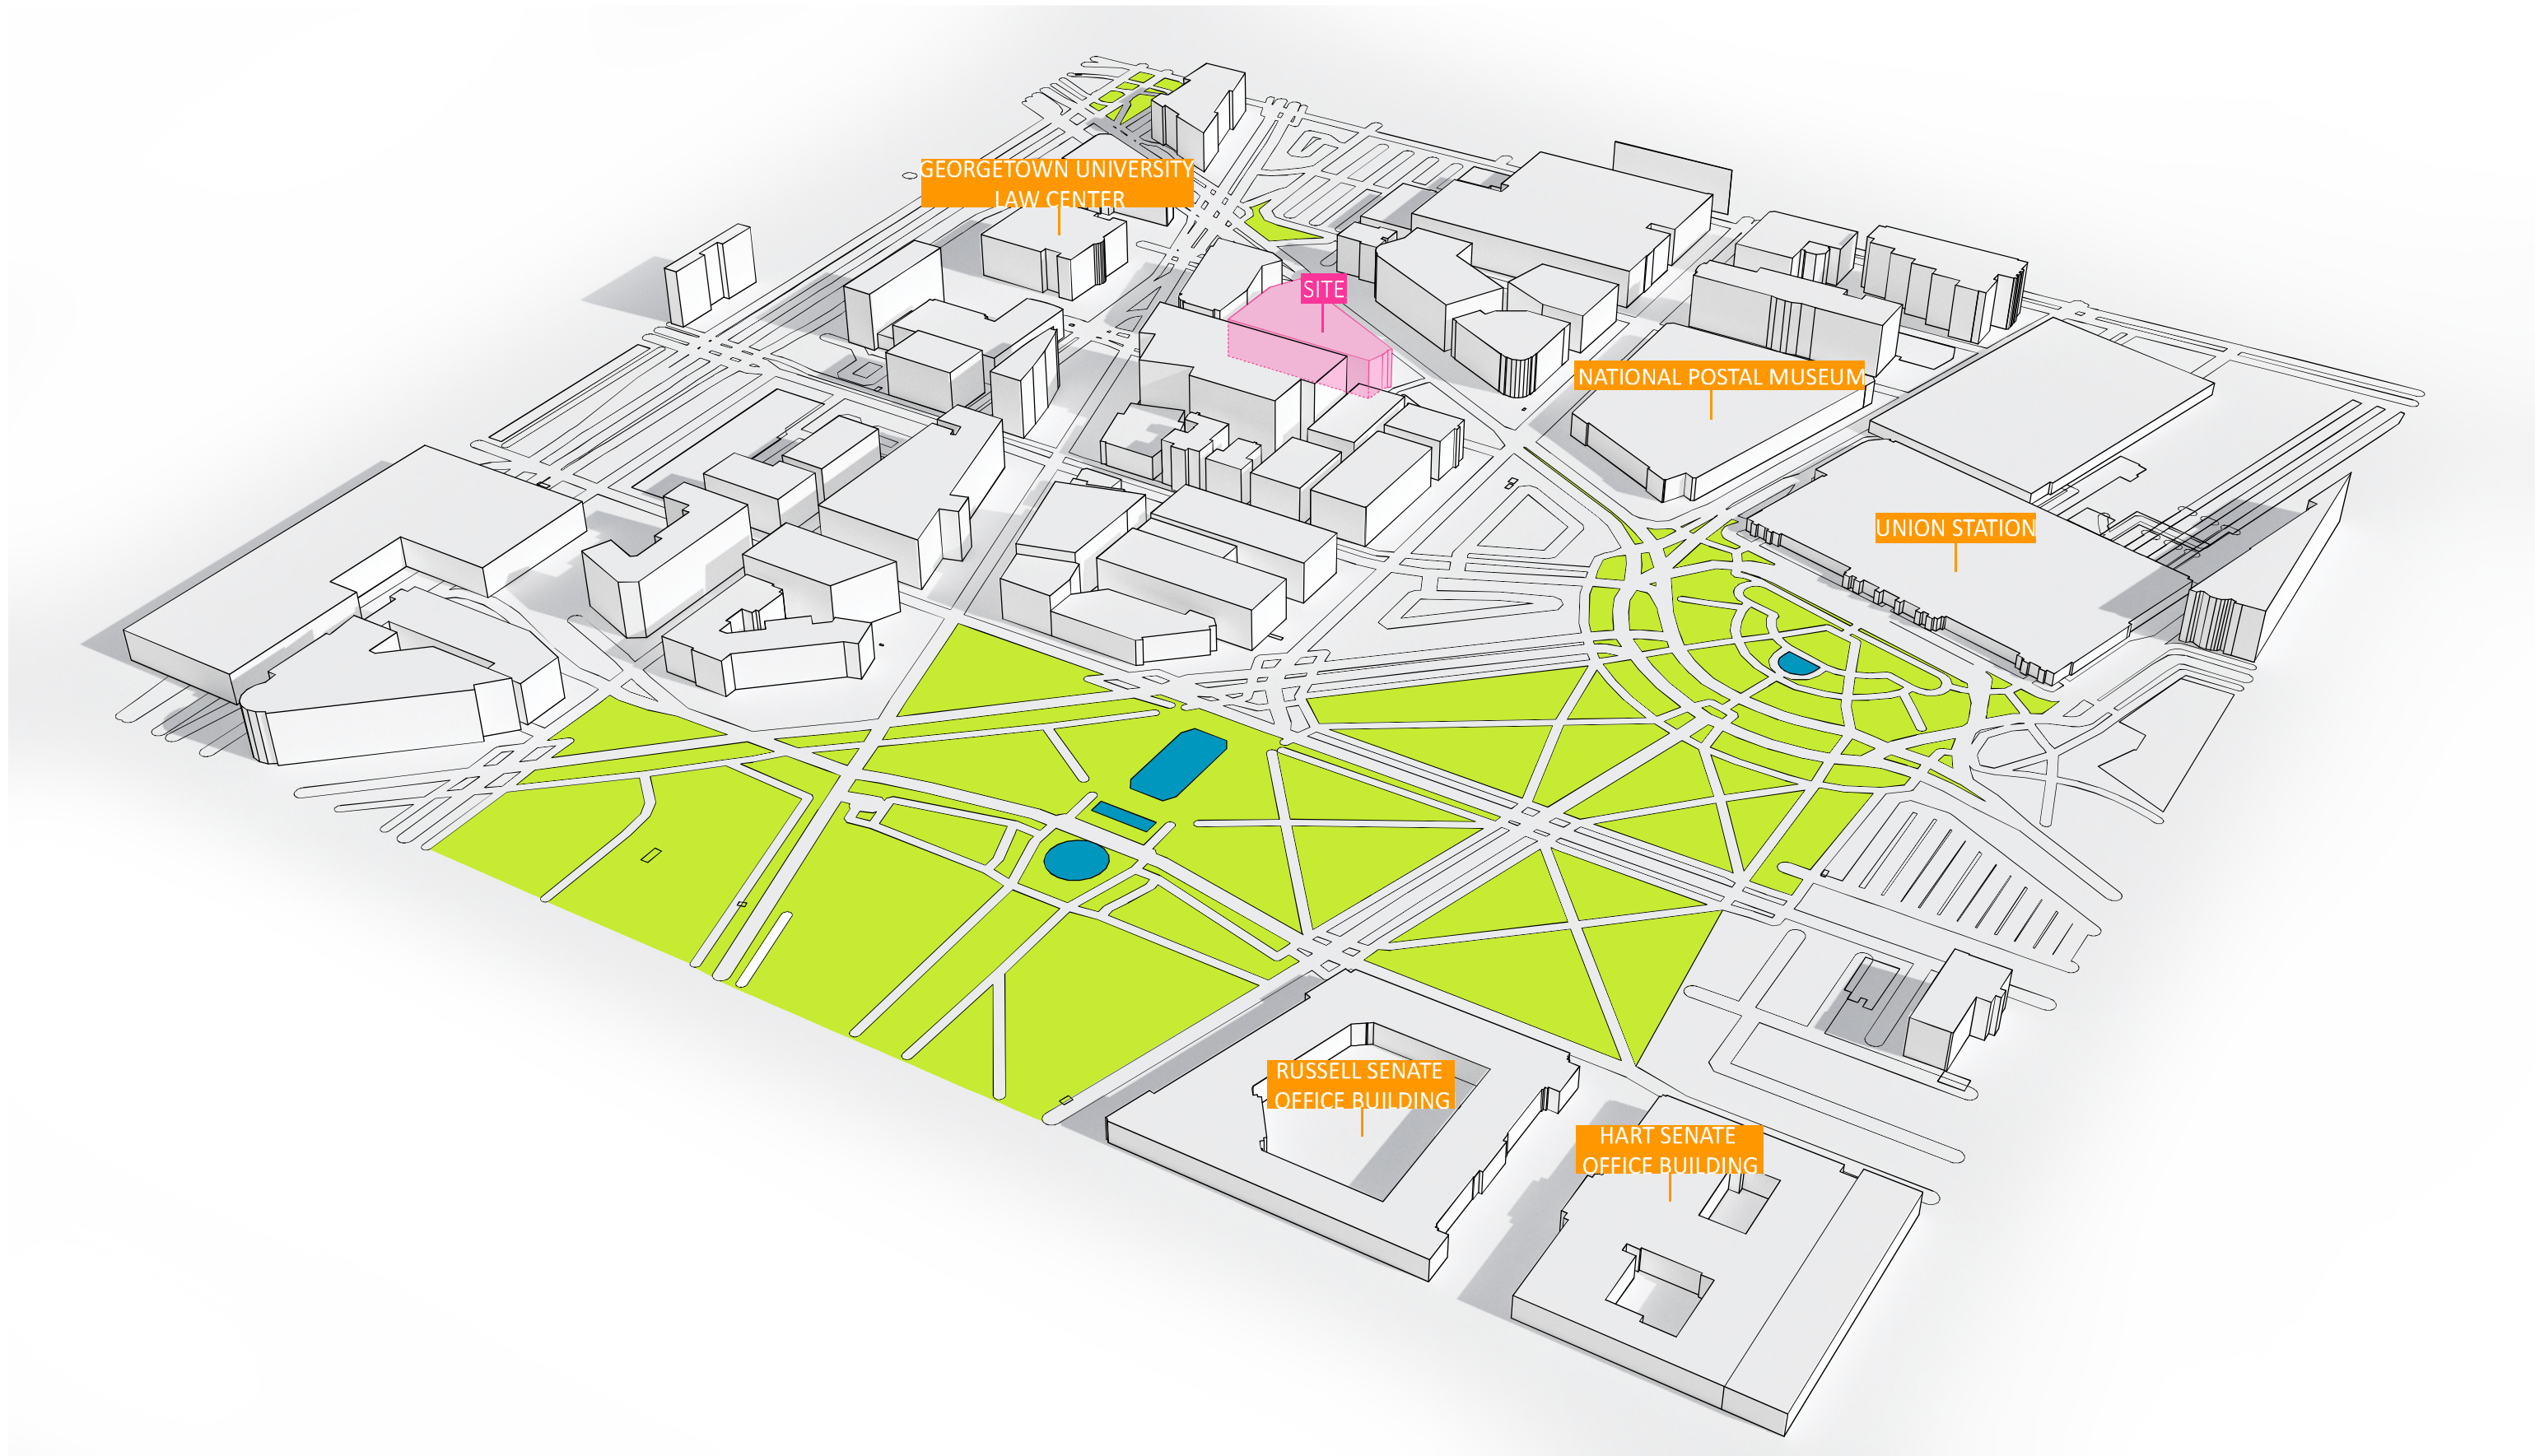 GEORGETOWN UNIVERSITY
LAW CENTER
SITE
NATIONAL POSTAL MUSEUM
UNION STATION
RUSSELL SENATE
OFFICE BUILDING
HART SENATE
OFFICE BUILDING